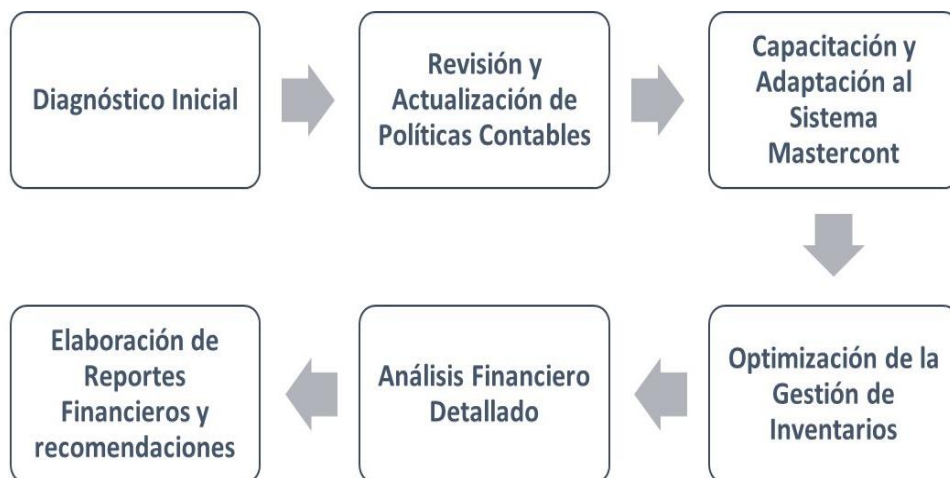 Diagnóstico Inicial
Revisión y
Actualización de
Políticas Contables
Capacitación y
Adaptación al
Sistema
Mastercont
Optimización de la
Gestión de
Inventarios
Análisis Financiero
Detallado
Elaboración de
Reportes
Financieros y
recomendaciones